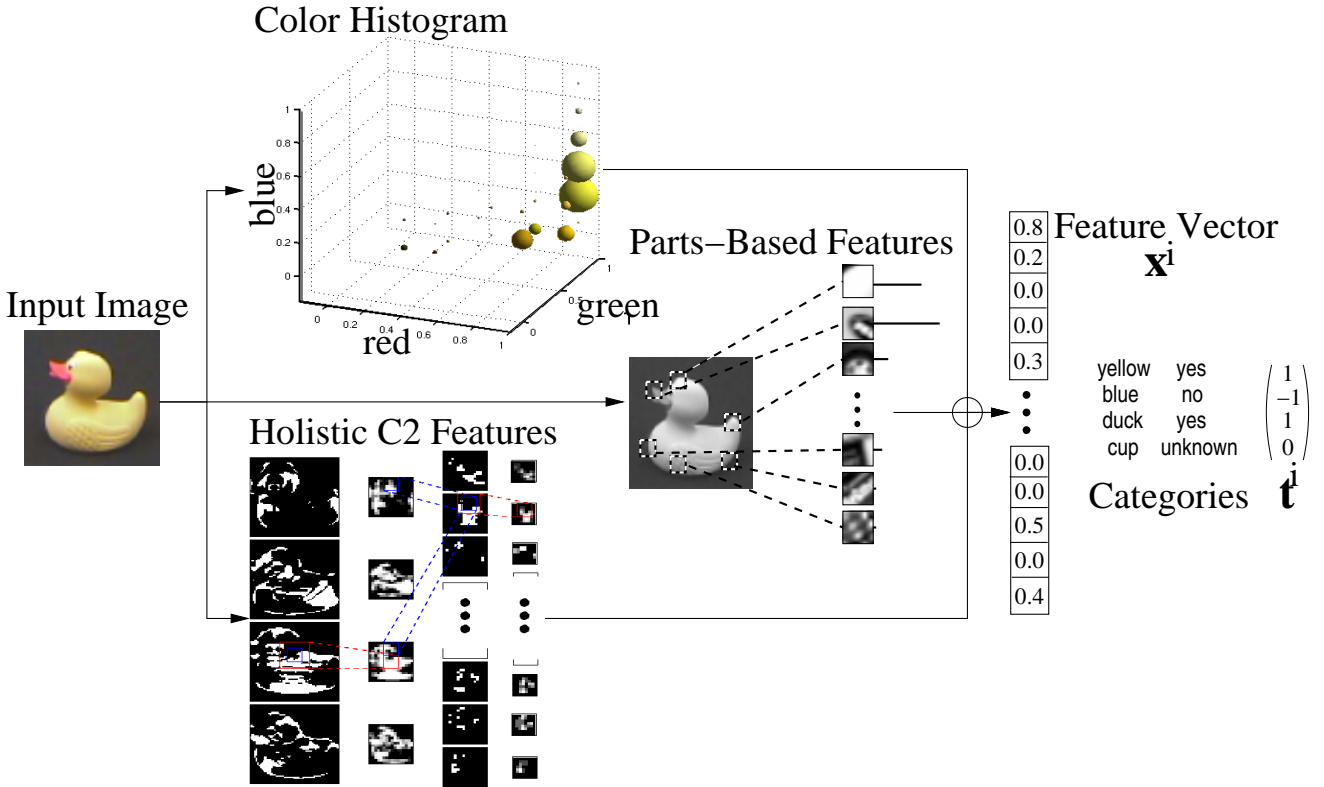 Color Histogram
1
0.8
0.6
0.4
0.2
0
blue
0
0.2
0.4
0.6
0.8
1
red
0
0.5
1
green
Input Image
Parts−Based Features
Holistic C2 Features
0.8
0.2
0.0
0.0
0.3
0.0
0.0
0.5
0.0
0.4
Feature Vector
x^i
yellow yes 1
blue no −1
duck yes 1
cup unknown 0
Categories t^i